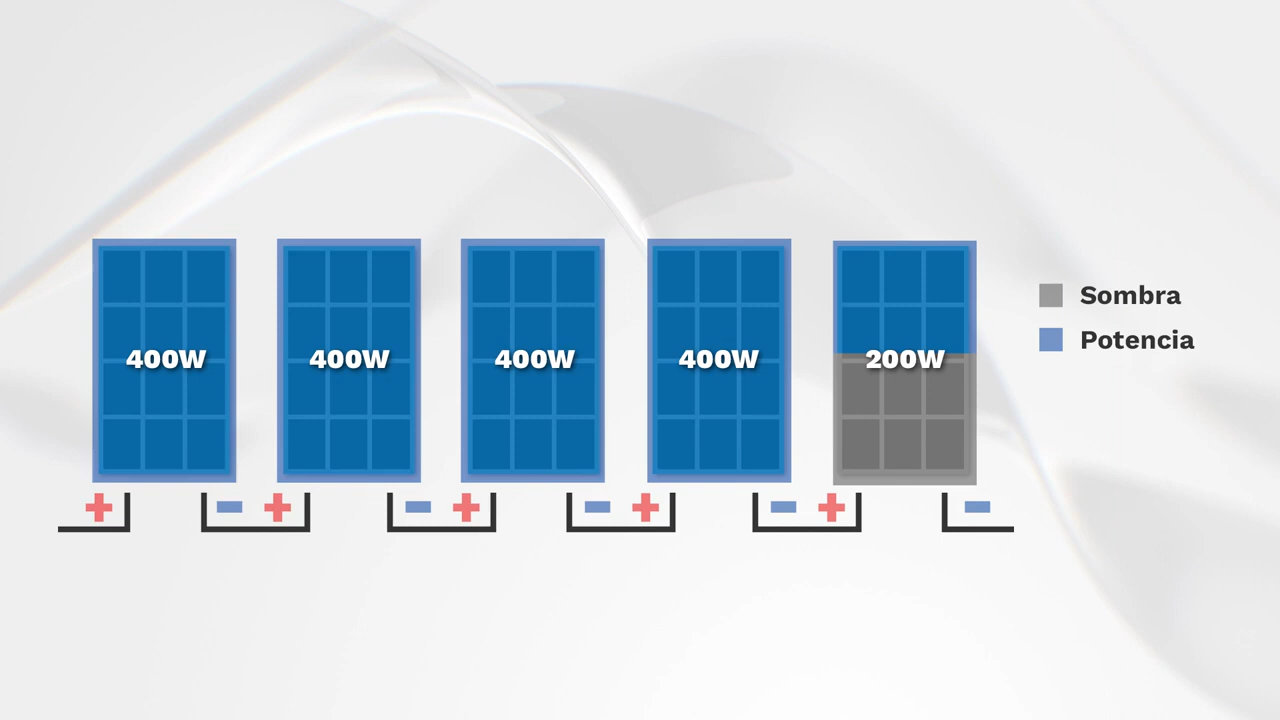 400W
400W
400W
400W
200W
Sombra
Potencia
+
- +
- +
- +
- +
-